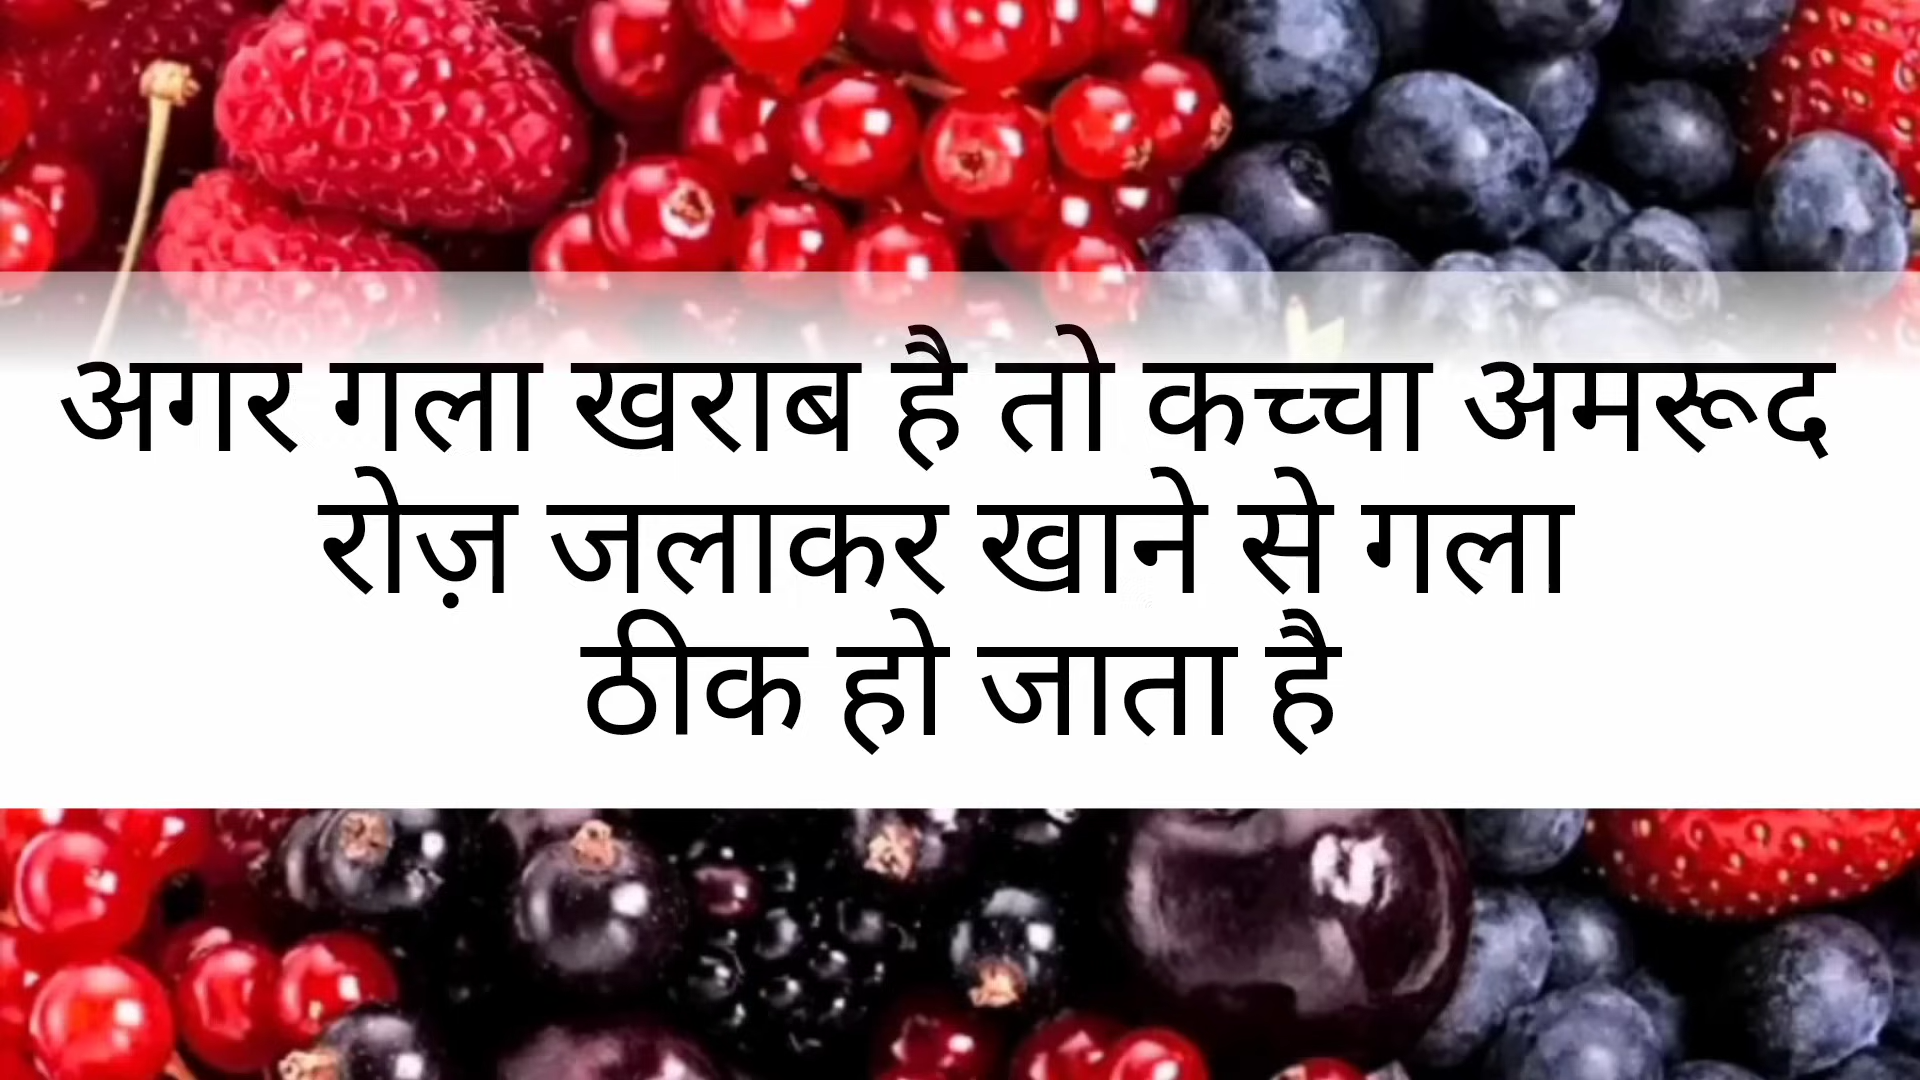 अगर गला खराब है तो कच्चा अमरूद
रोज़ जलाकर खाने से गला
ठीक हो जाता है